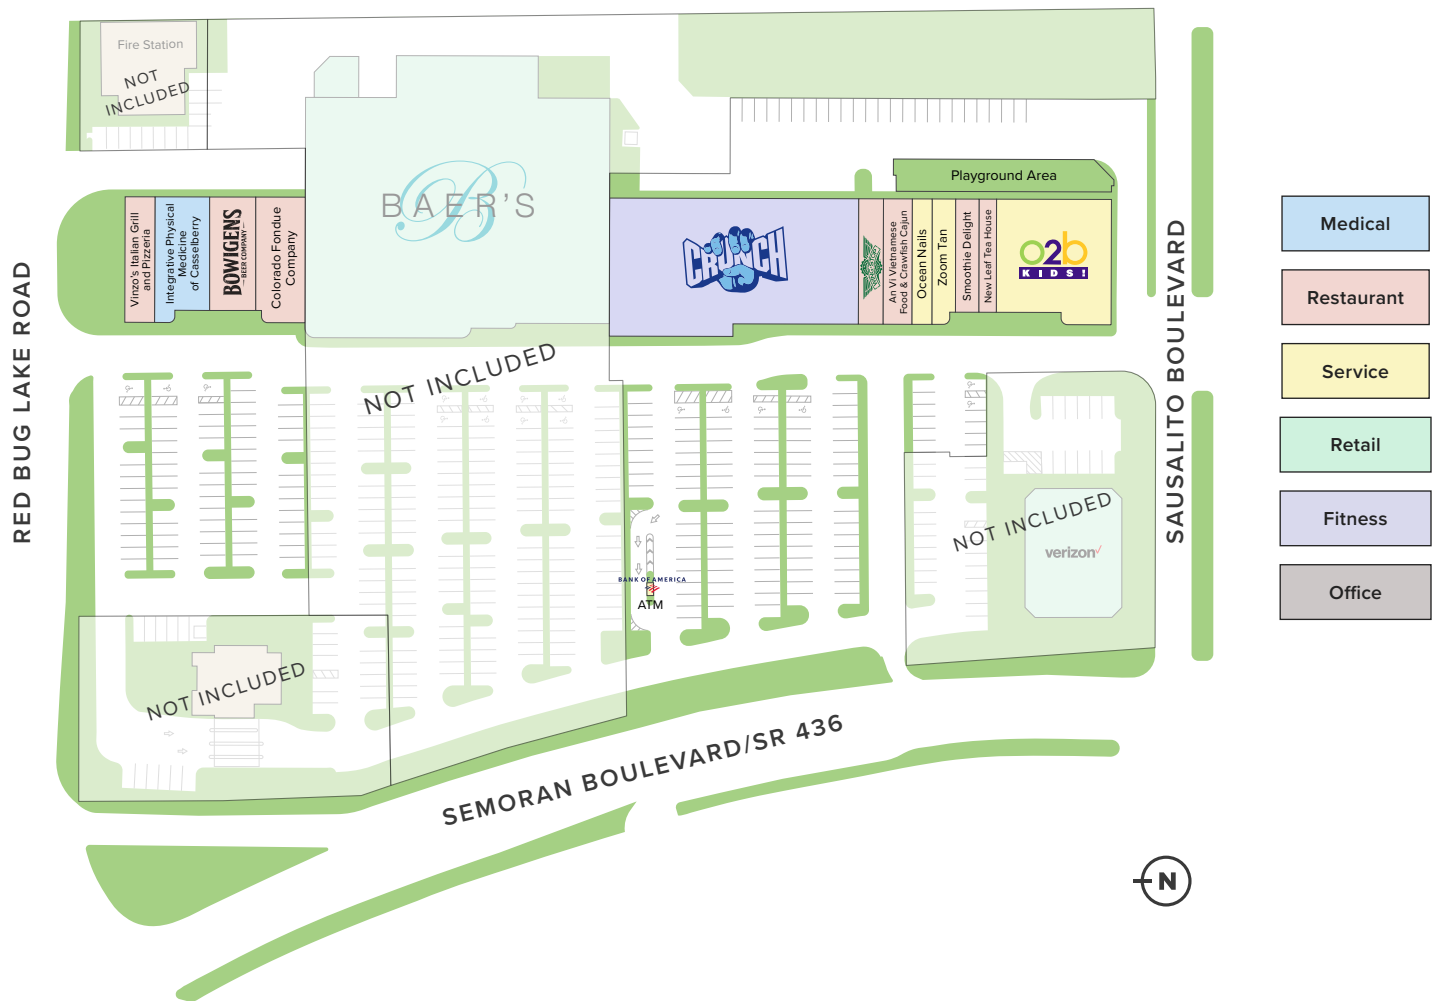 Fire Station
NOT
INCLUDED
BAER'S
B
Playground Area
Vinzo's Italian Grill
and Pizzeria
Integrative Physical
Medicine
of Casselberry
BOWIGENS
BEER COMPANY
Colorado Fondue
Company
CRUNCH
An Vi Vietnamese
Food & Crawfish Cajun
Ocean Nails
Zoom Tan
Smoothie Delight
New Leaf Tea House
o2b
KIDS!
RED BUG LAKE ROAD
SAUSALITO BOULEVARD
NOT INCLUDED
NOT INCLUDED
verizon
BANK OF AMERICA
ATM
NOT INCLUDED
SEMORAN BOULEVARD/SR 436
N
Medical
Restaurant
Service
Retail
Fitness
Office